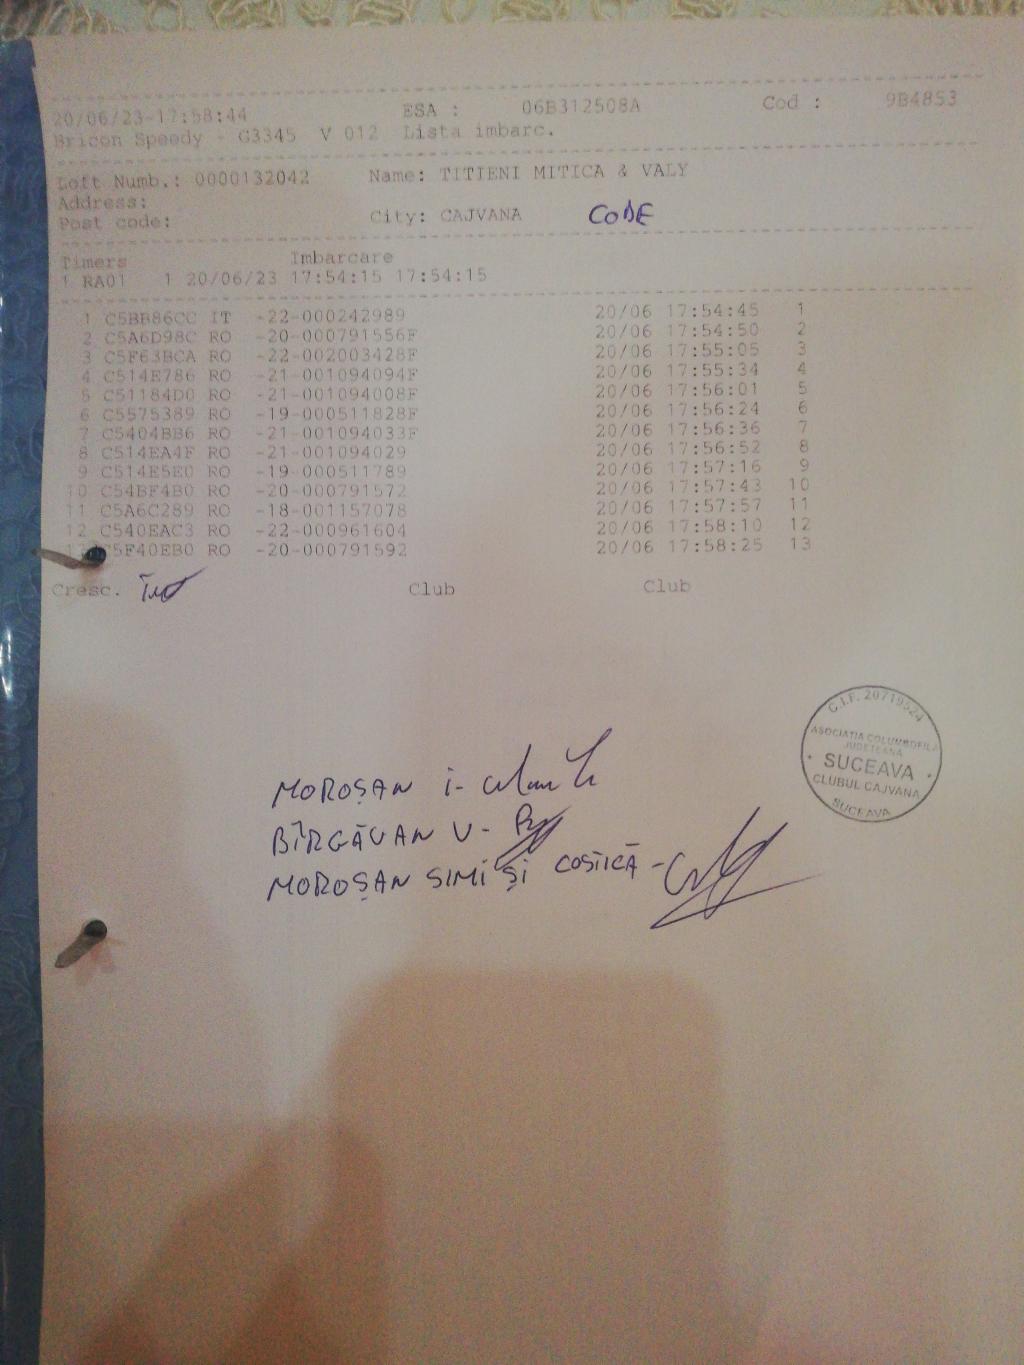 20/06/23-17:58:44 ESA : 06B312508A Cod : 9B4853
Bricon Speedy - G3345 V 012 Lista imbarc.
Loft Numb.: 0000132042 Name: TITIENI MITICA & VALY
Address:
Post code: City: CAJVANA CODE
Timers Imbarcare
1 RA01 1 20/06/23 17:54:15 17:54:15
1 C5BB86CC IT -22-000242989 20/06 17:54:45 1
2 C5A6D98C RO -20-000791556F 20/06 17:54:50 2
3 C5F63BCA RO -22-002003428F 20/06 17:55:05 3
4 C514E786 RO -21-001094094F 20/06 17:55:34 4
5 C51184D0 RO -21-001094008F 20/06 17:56:01 5
6 C5575389 RO -19-000511828F 20/06 17:56:24 6
7 C5404BB6 RO -21-001094033F 20/06 17:56:36 7
8 C514EA4F RO -21-001094029 20/06 17:56:52 8
9 C514E5E0 RO -19-000511789 20/06 17:57:16 9
10 C54BF4B0 RO -20-000791572 20/06 17:57:43 10
11 C5A6C289 RO -18-001157078 20/06 17:57:57 11
12 C540EAC3 RO -22-000961604 20/06 17:58:10 12
13 C5F40EB0 RO -20-000791592 20/06 17:58:25 13
Cresc. Club Club
C.I.F. 20719524
ASOCIATIA COLUMBOFILA
JUDETEANA
SUCEAVA
CLUBUL CAJVANA
SUCEAVA
MOROȘAN i-
BÎRGĂUAN V-
MOROȘAN SIMI ȘI COSTICĂ -